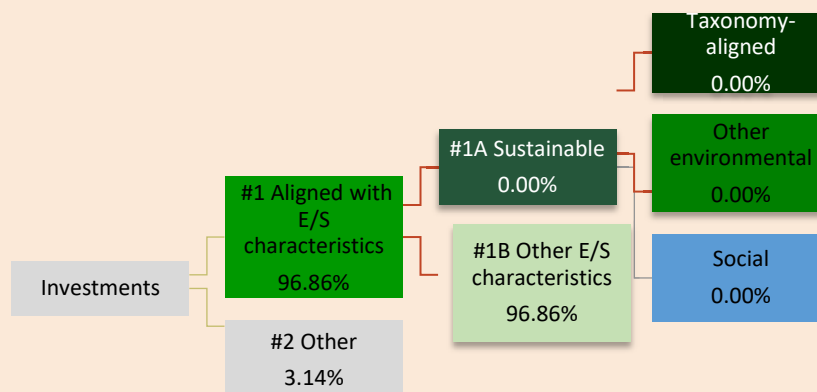 Taxonomy-
aligned
0.00%
#1A Sustainable
0.00%
Other
environmental
0.00%
#1 Aligned with
E/S
characteristics
96.86%
#1B Other E/S
characteristics
96.86%
Social
0.00%
Investments
#2 Other
3.14%